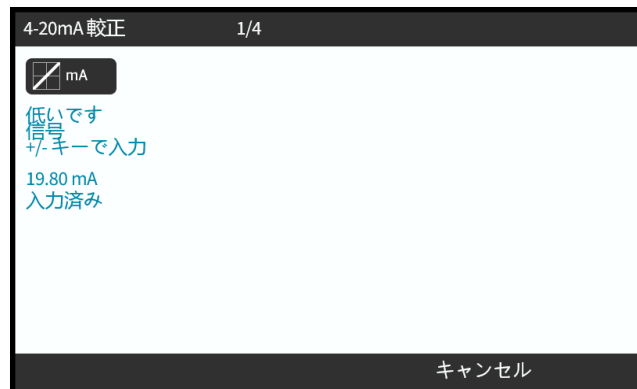 4-20mA 較正 1/4
mA
低いです
信号
+/- キーで入力
19.80 mA
入力済み
キャンセル